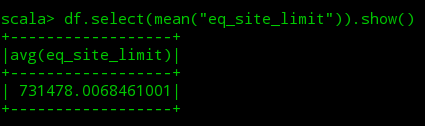 scala> df.select(mean("eq_site_limit")).show()
+------------------+
|avg(eq_site_limit)|
+------------------+
| 731478.0068461001|
+------------------+